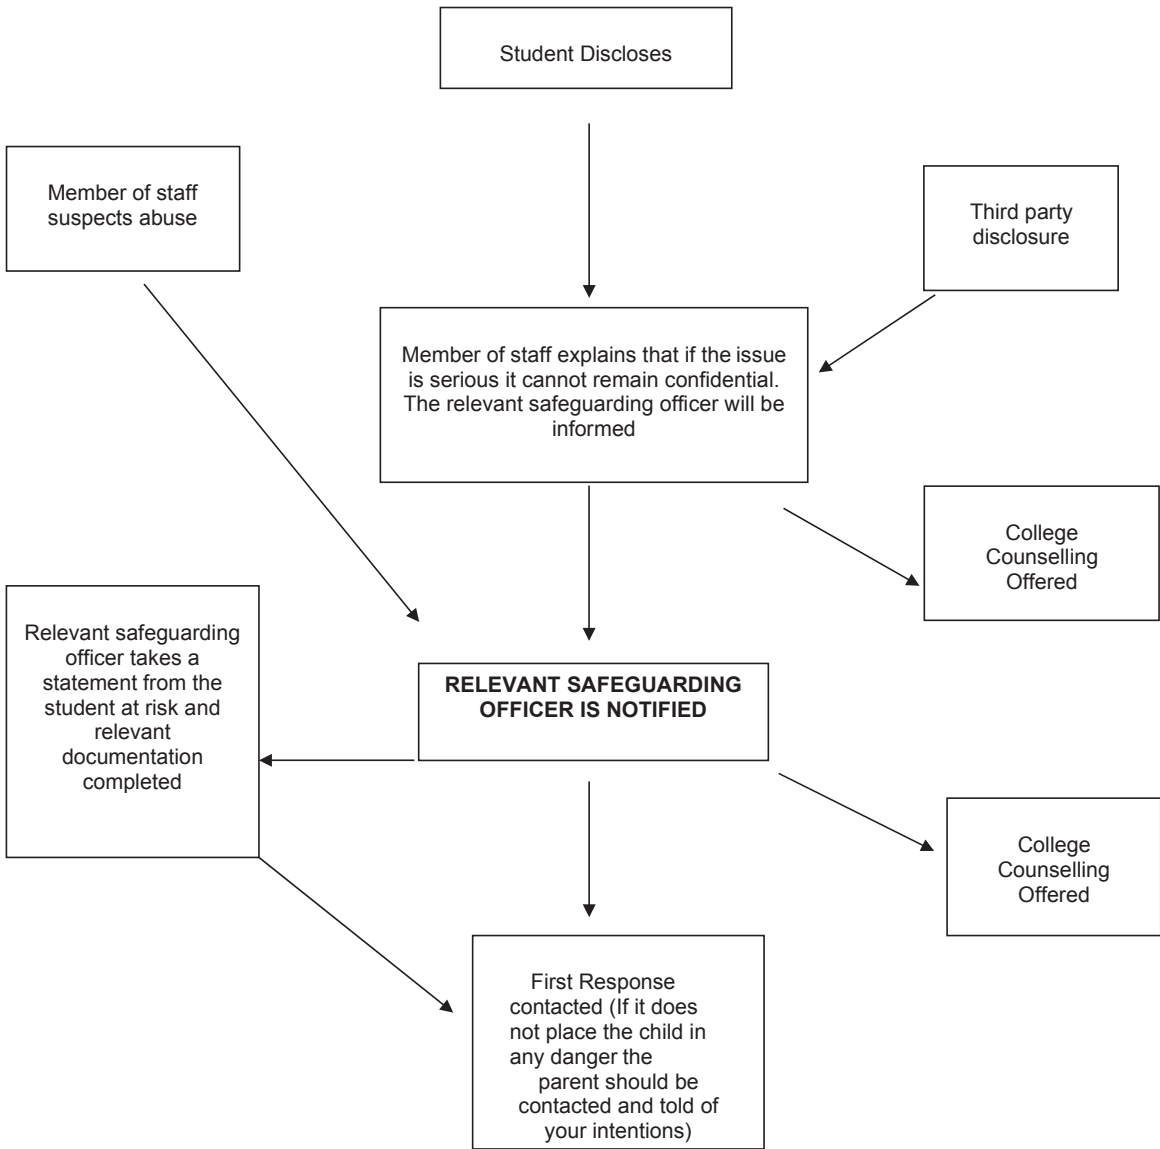 Student Discloses
Member of staff
suspects abuse
Third party
disclosure
Member of staff explains that if the issue
is serious it cannot remain confidential.
The relevant safeguarding officer will be
informed
College
Counselling
Offered
Relevant safeguarding
officer takes a
statement from the
student at risk and
relevant
documentation
completed
RELEVANT SAFEGUARDING
OFFICER IS NOTIFIED
College
Counselling
Offered
First Response
contacted (If it does
not place the child in
any danger the
parent should be
contacted and told of
your intentions)